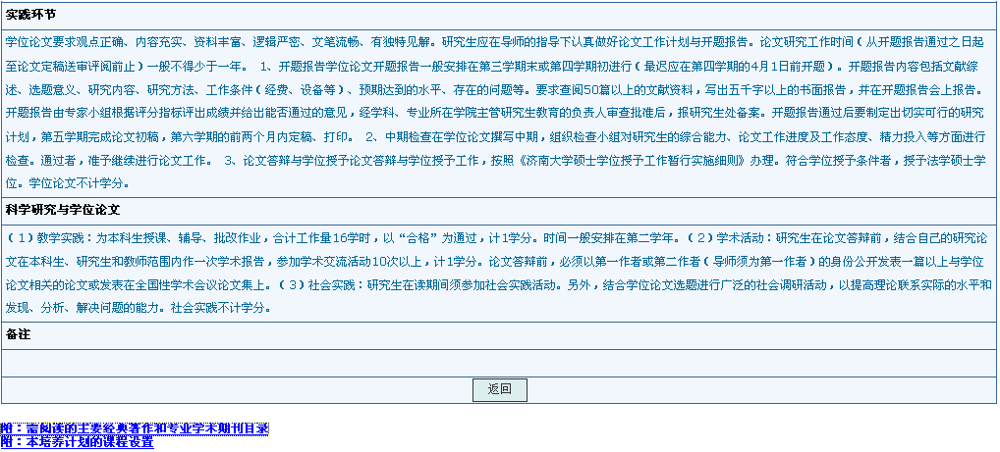 实践环节
学位论文要求观点正确、内容充实、资料丰富、逻辑严密、文笔流畅、有独特见解。研究生应在导师的指导下认真做好论文工作计划与开题报告。论文研究工作时间（从开题报告通过之日起
至论文定稿送审评阅前止）一般不得少于一年。 1、开题报告学位论文开题报告一般安排在第三学期末或第四学期初进行（最迟应在第四学期的4月1日前开题）。开题报告内容包括文献综
述、选题意义、研究内容、研究方法、工作条件（经费、设备等）、预期达到的水平、存在的问题等。要求查阅50篇以上的文献资料，写出五千字以上的书面报告，并在开题报告会上报告。
开题报告由专家小组根据评分指标评出成绩并给出能否通过的意见，经学科、专业所在学院主管研究生教育的负责人审查批准后，报研究生处备案。开题报告通过后要制定出切实可行的研究
计划，第五学期完成论文初稿，第六学期的前两个月内定稿、打印。 2、中期检查在学位论文撰写中期，组织检查小组对研究生的综合能力、论文工作进度及工作态度、精力投入等方面进行
检查。通过者，准予继续进行论文工作。 3、论文答辩与学位授予论文答辩与学位授予工作，按照《济南大学硕士学位授予工作暂行实施细则》办理。符合学位授予条件者，授予法学硕士学
位。学位论文不计学分。
科学研究与学位论文
（1）教学实践：为本科生授课、辅导、批改作业，合计工作量16学时，以“合格”为通过，计1学分。时间一般安排在第二学年。（2）学术活动：研究生在论文答辩前，结合自己的研究论
文在本科生、研究生和教师范围内作一次学术报告，参加学术交流活动10次以上，计1学分。论文答辩前，必须以第一作者或第二作者（导师须为第一作者）的身份公开发表一篇以上与学位
论文相关的论文或发表在全国性学术会议论文集上。（3）社会实践：研究生在读期间须参加社会实践活动。另外，结合学位论文选题进行广泛的社会调研活动，以提高理论联系实际的水平和
发现、分析、解决问题的能力。社会实践不计学分。
备注
返回
附：需阅读的主要经典著作和专业学术期刊目录
附：本培养计划的课程设置